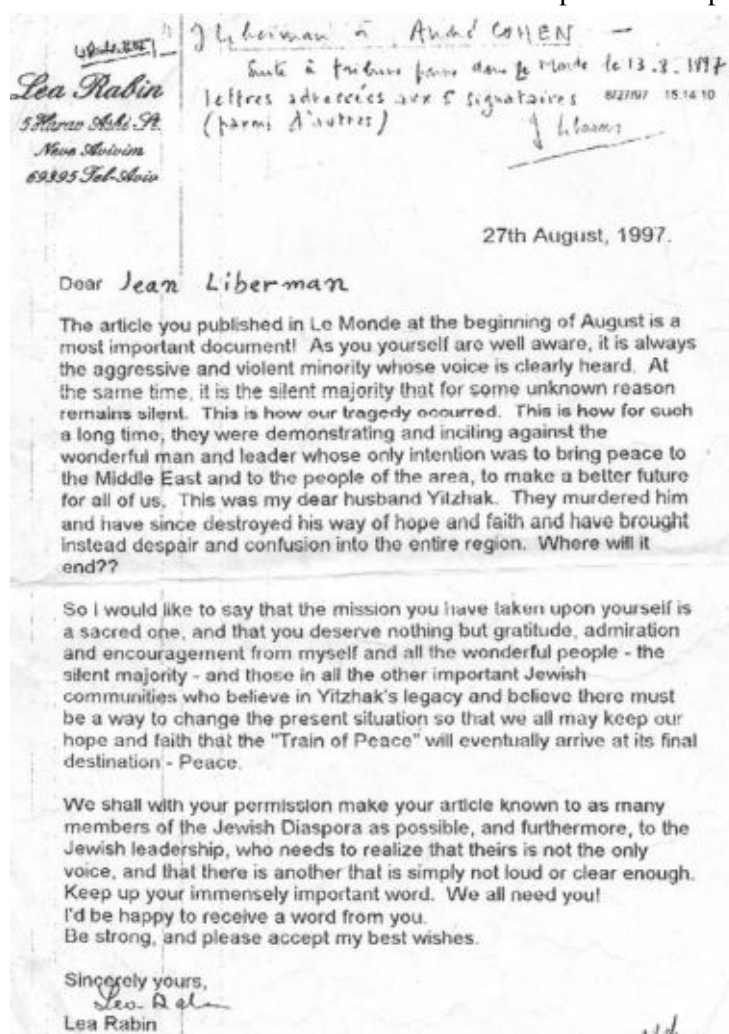 J Liberman à André COHEN -
Suite à tribune parue dans Le Monde le 13.8.1997
lettres adressées aux 5 signataires
(parmi d'autres)
8/27/97 15:14:10
J Liberman
Lea Rabin
5 Harav Ashi St.
Neve Avivim
69395 Tel-Aviv
27th August, 1997.
Dear Jean Liberman
The article you published in Le Monde at the beginning of August is a
most important document! As you yourself are well aware, it is always
the aggressive and violent minority whose voice is clearly heard. At
the same time, it is the silent majority that for some unknown reason
remains silent. This is how our tragedy occurred. This is how for such
a long time, they were demonstrating and inciting against the
wonderful man and leader whose only intention was to bring peace to
the Middle East and to the people of the area, to make a better future
for all of us. This was my dear husband Yitzhak. They murdered him
and have since destroyed his way of hope and faith and have brought
instead despair and confusion into the entire region. Where will it
end??
So I would like to say that the mission you have taken upon yourself is
a sacred one, and that you deserve nothing but gratitude, admiration
and encouragement from myself and all the wonderful people - the
silent majority - and those in all the other important Jewish
communities who believe in Yitzhak's legacy and believe there must
be a way to change the present situation so that we all may keep our
hope and faith that the "Train of Peace" will eventually arrive at its final
destination - Peace.
We shall with your permission make your article known to as many
members of the Jewish Diaspora as possible, and furthermore, to the
Jewish leadership, who needs to realize that theirs is not the only
voice, and that there is another that is simply not loud or clear enough.
Keep up your immensely important word. We all need you!
I'd be happy to receive a word from you.
Be strong, and please accept my best wishes.
Sincerely yours,
Lea Rabin
Lea Rabin